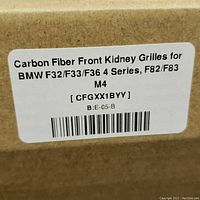 Carbon Fiber Front Kidney Grilles for
BMW F32/F33/F36 4 Series, F82/F83
M4
[ CFGXX1BYY ]
B:E-05-B